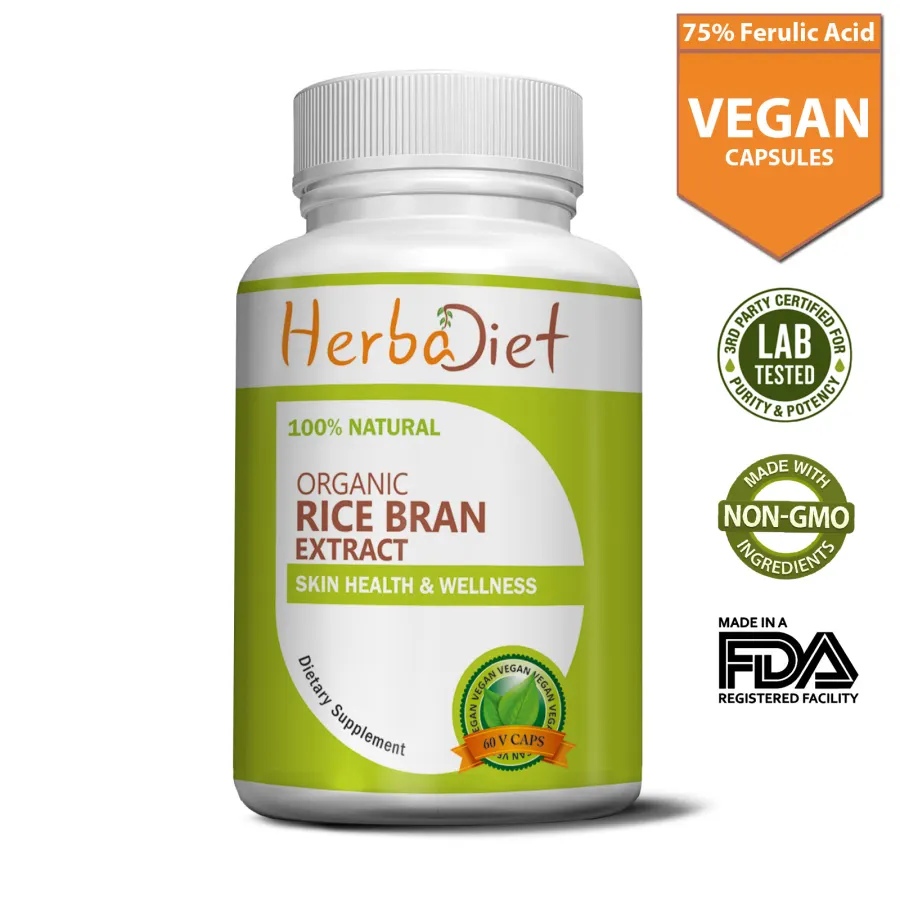 HerbaDiet
100% NATURAL
ORGANIC
RICE BRAN
EXTRACT
SKIN HEALTH & WELLNESS
Dietary Supplement
VEGAN VEGAN VEGAN VEGAN
60 V CAPS
75% Ferulic Acid
VEGAN
CAPSULES
3RD PARTY CERTIFIED FOR
LAB
TESTED
PURITY & POTENCY
MADE WITH
NON-GMO
INGREDIENTS
MADE IN A
FDA
REGISTERED FACILITY